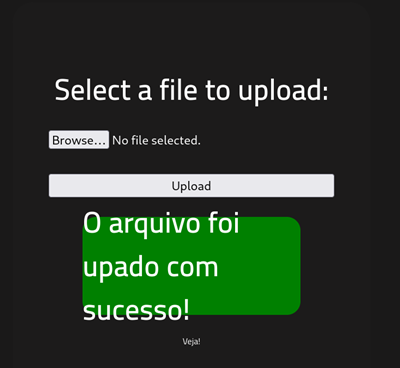 Select a file to upload:
Browse... No file selected.
Upload
O arquivo foi
upado com
sucesso!
Veja!